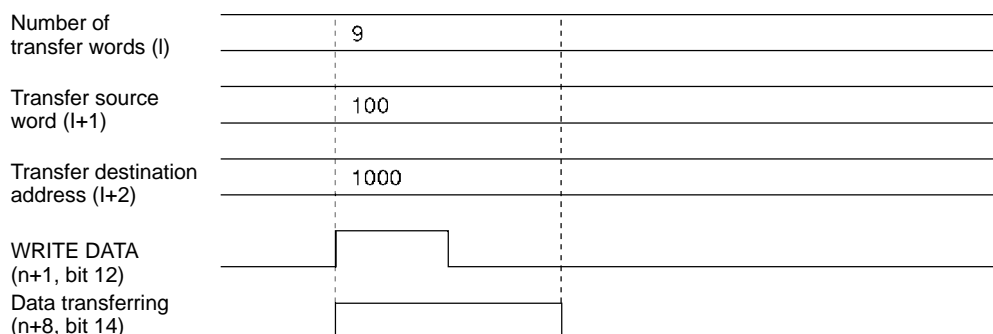 Number of
transfer words (l)
9
Transfer source
word (l+1)
100
Transfer destination
address (l+2)
1000
WRITE DATA
(n+1, bit 12)
Data transferring
(n+8, bit 14)